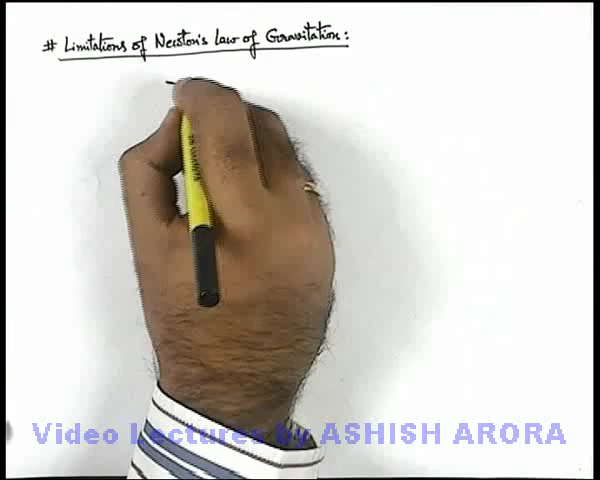 # Limitations of Newton's Law of Gravitation:
Video Lectures by ASHISH ARORA